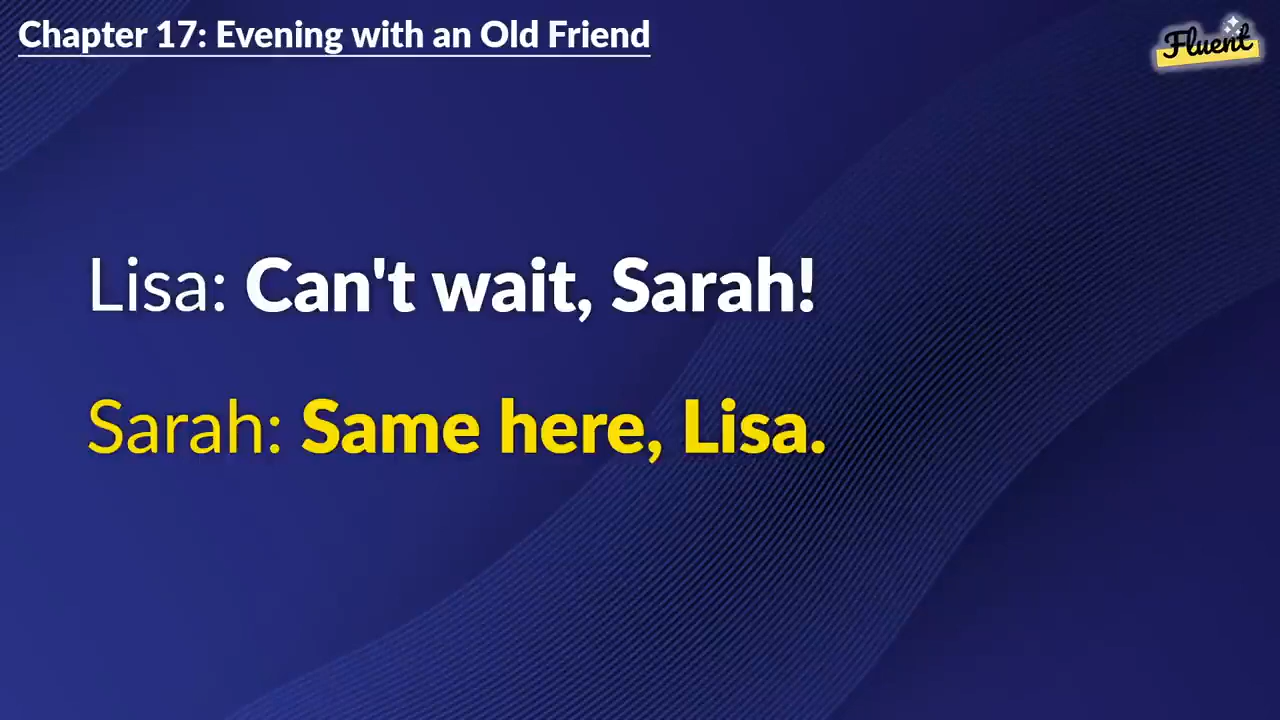 Chapter 17: Evening with an Old Friend
Fluent
Lisa: Can't wait, Sarah!
Sarah: Same here, Lisa.